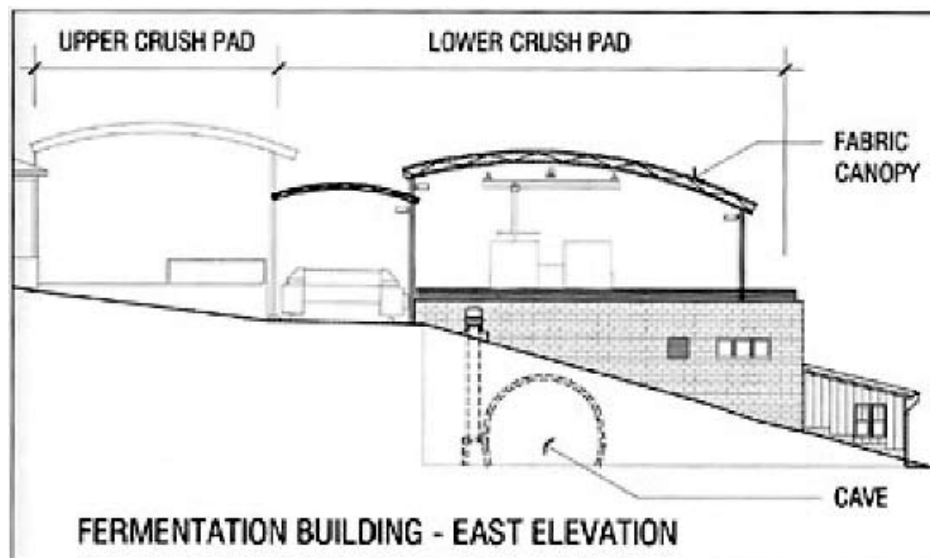 UPPER CRUSH PAD
LOWER CRUSH PAD
FABRIC
CANOPY
CAVE
FERMENTATION BUILDING - EAST ELEVATION